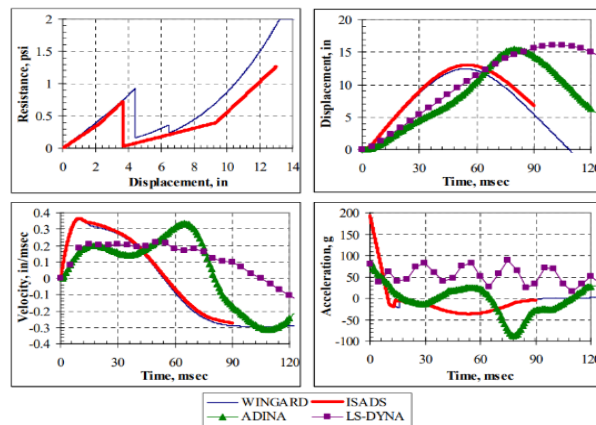 2
1.5
1
0.5
0
Resistance, psi
0 2 4 6 8 10 12 14
Displacement, in
20
15
10
5
0
Displacement, in
0 30 60 90 120
Time, msec
0.4
0.3
0.2
0.1
0
-0.1
-0.2
-0.3
-0.4
Velocity, in/msec
0 30 60 90 120
Time, msec
200
150
100
50
0
-50
-100
Acceleration, g
0 30 60 90 120
Time, msec
WINGARD ISADS
ADINA LS-DYNA